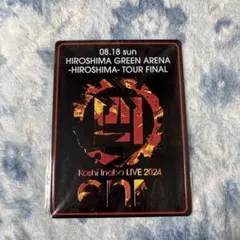 08.18 sun
HIROSHIMA GREEN ARENA
-HIROSHIMA- TOUR FINAL
Koshi Inaba LIVE 2024